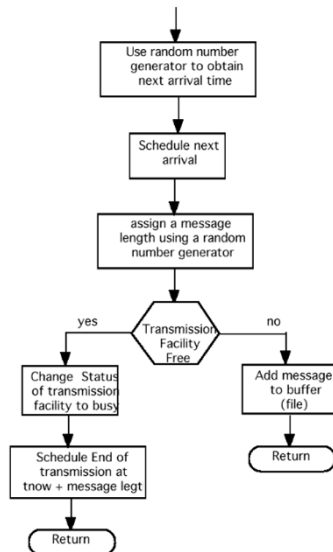 Use random number
generator to obtain
next arrival time
Schedule next
arrival
assign a message
length using a random
number generator
Transmission
Facility
Free
yes
no
Change Status
of transmission
facility to busy
Add message
to buffer
(file)
Schedule End of
transmission at
tnow + message legt
Return
Return